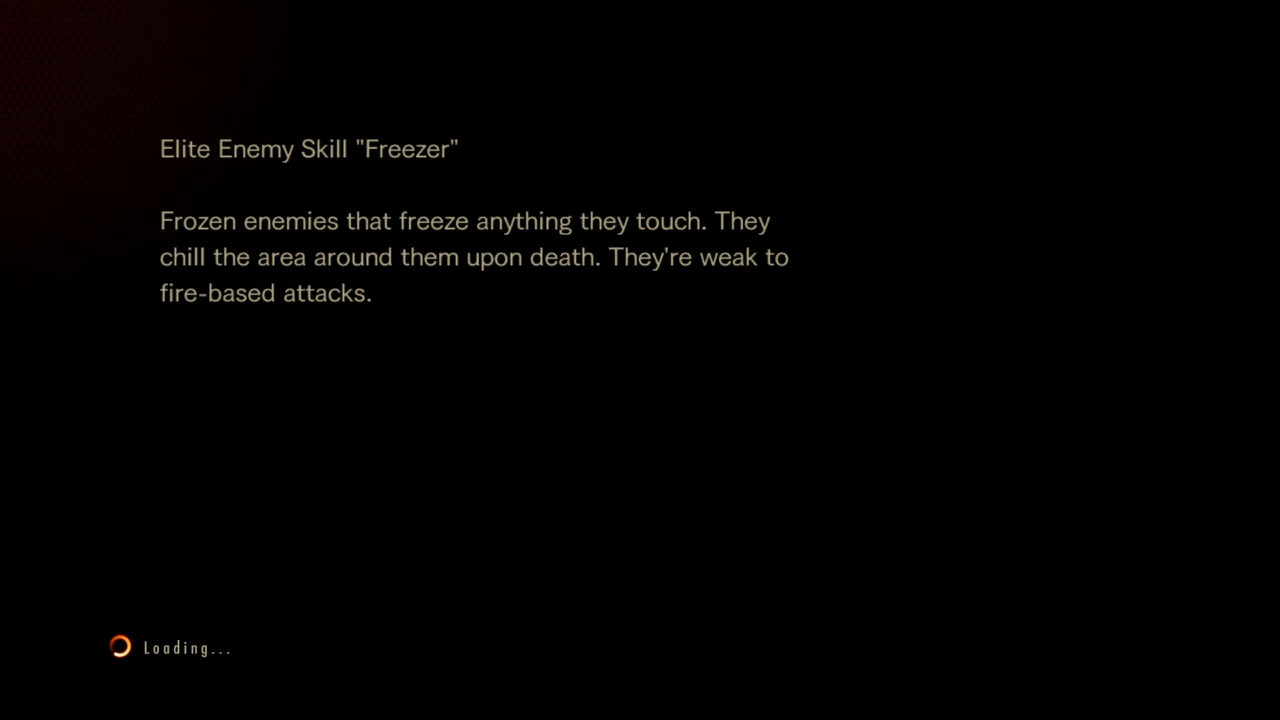 Elite Enemy Skill "Freezer"
Frozen enemies that freeze anything they touch. They
chill the area around them upon death. They're weak to
fire-based attacks.
Loading...